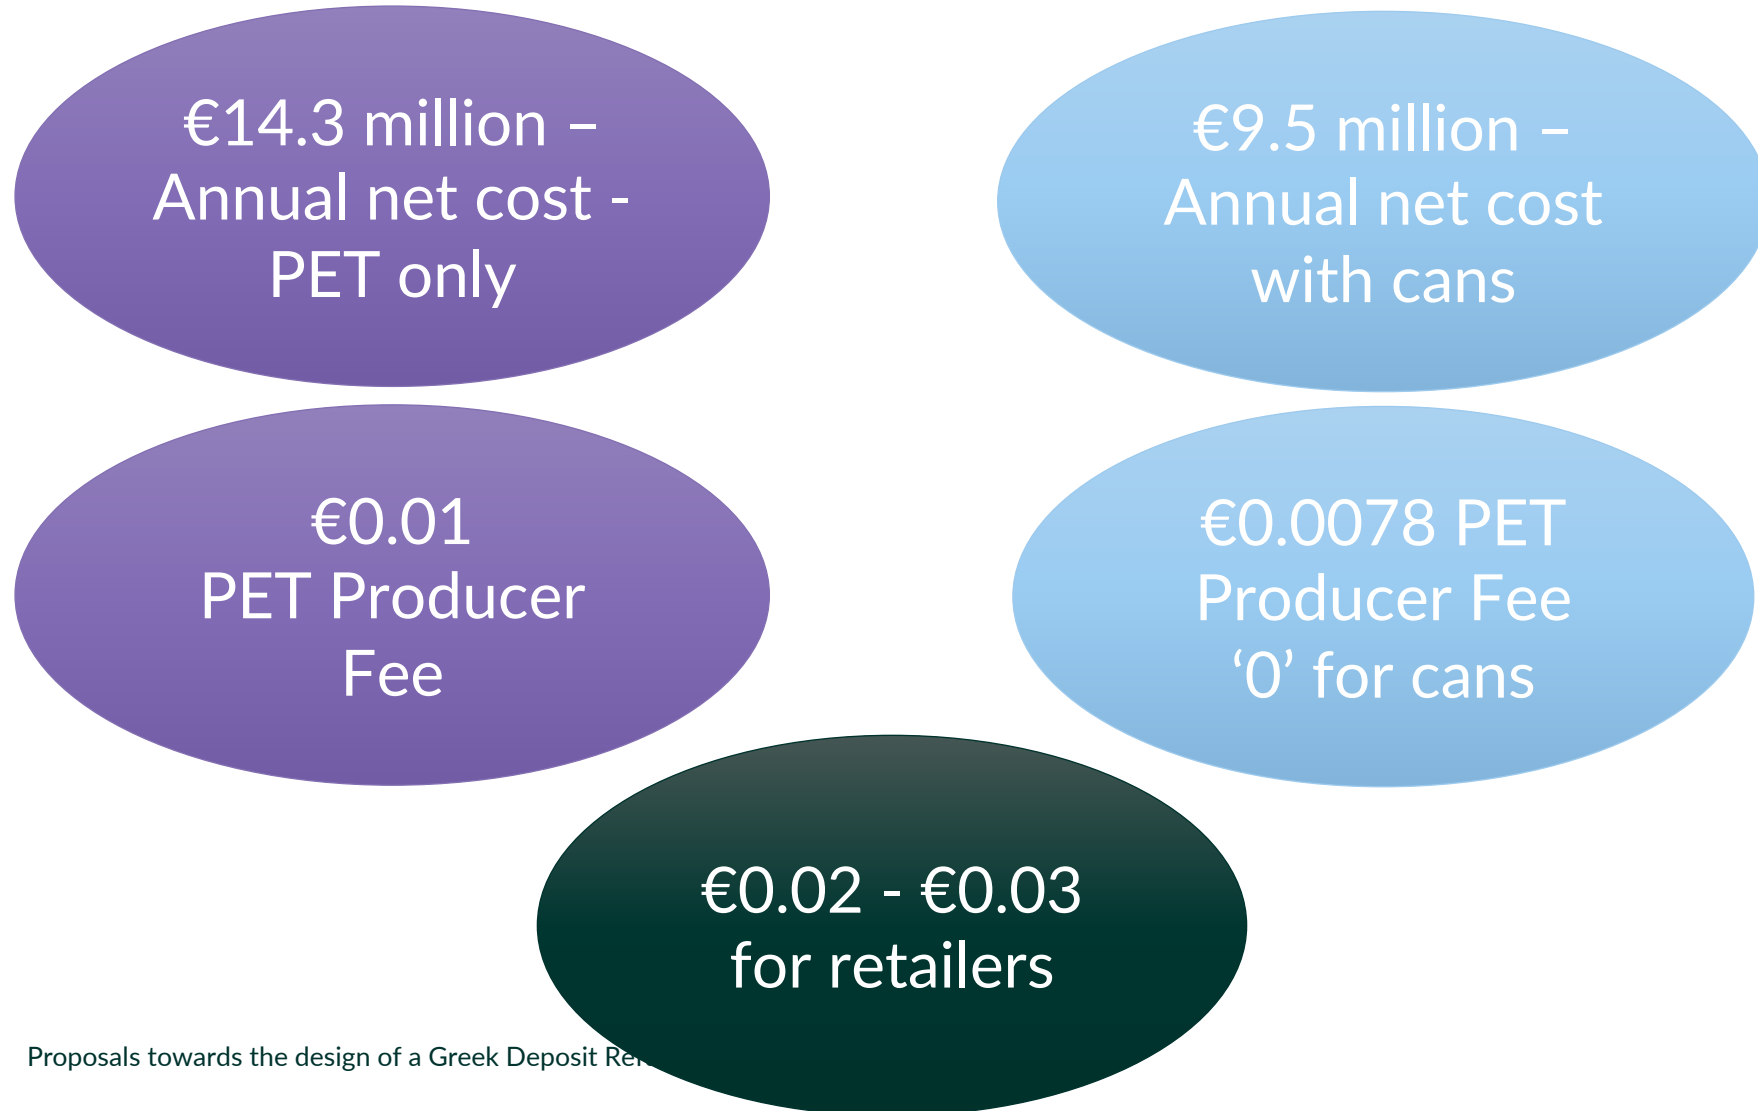 €14.3 million –
Annual net cost -
PET only
€9.5 million –
Annual net cost
with cans
€0.01
PET Producer
Fee
€0.0078 PET
Producer Fee
‘0’ for cans
€0.02 - €0.03
for retailers
Proposals towards the design of a Greek Deposit